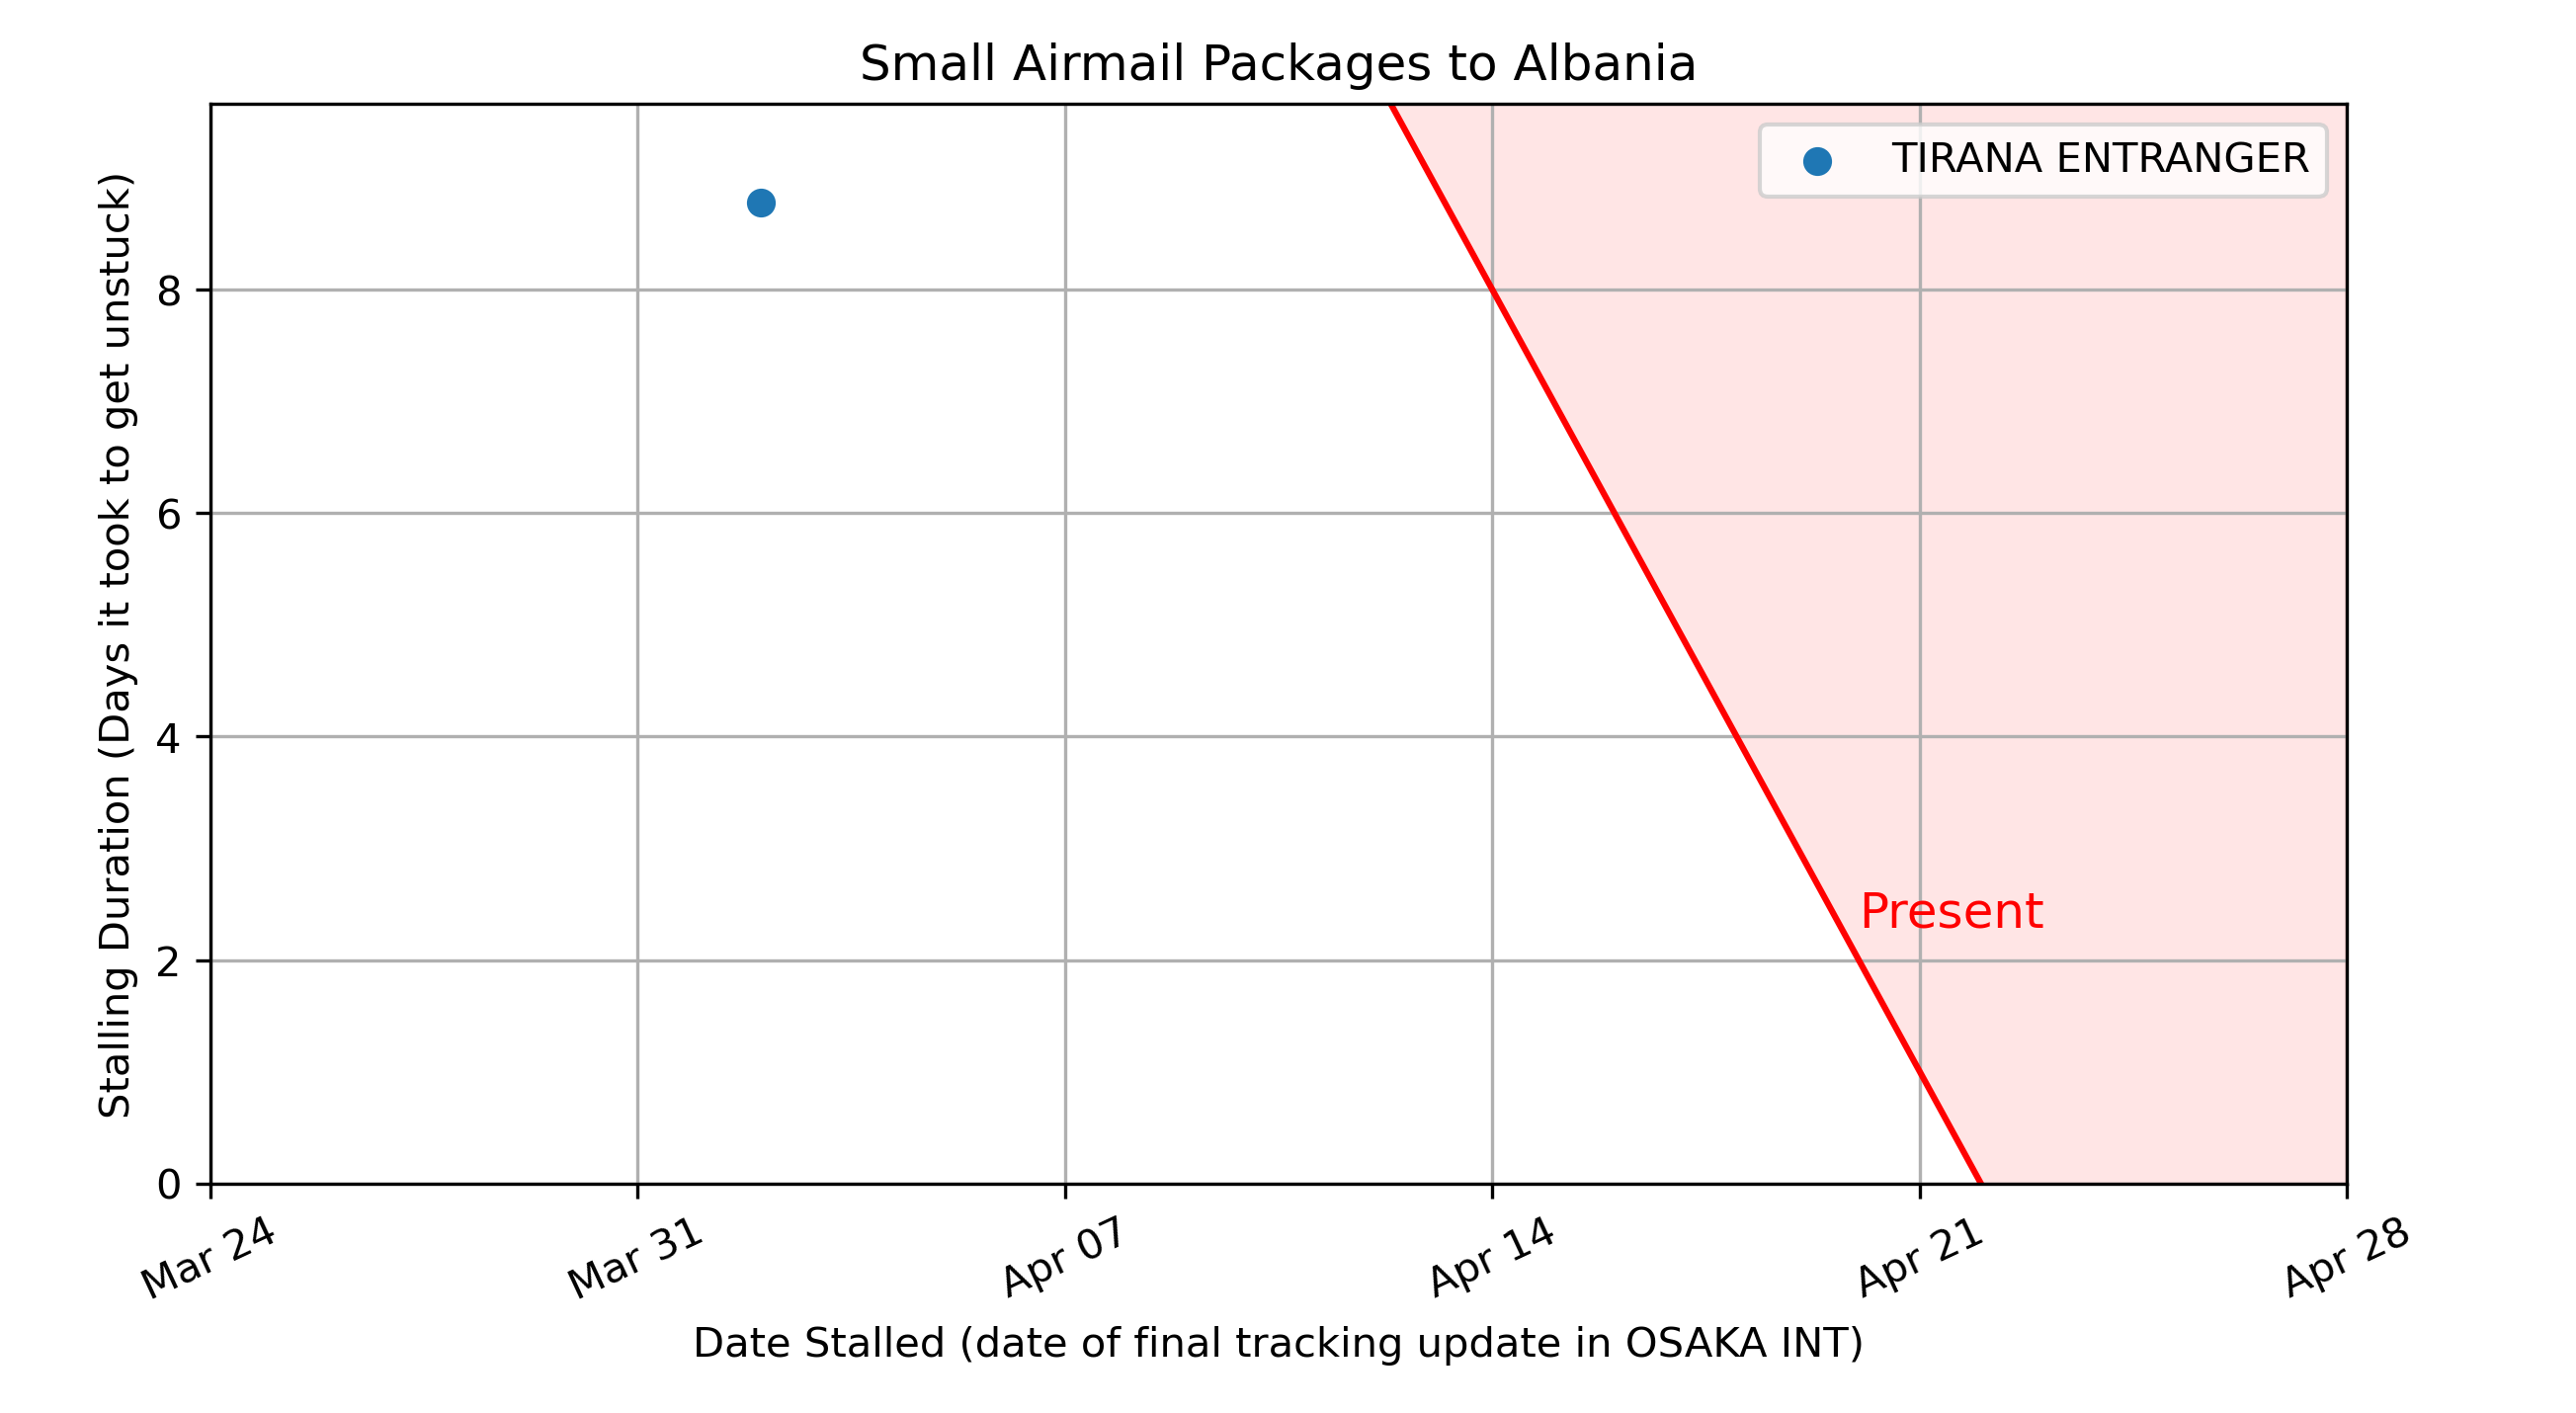 Small Airmail Packages to Albania
TIRANA ENTRANGER
Stalling Duration (Days it took to get unstuck)
8
6
4
2
0
Present
Mar 24
Mar 31
Apr 07
Apr 14
Apr 21
Apr 28
Date Stalled (date of final tracking update in OSAKA INT)